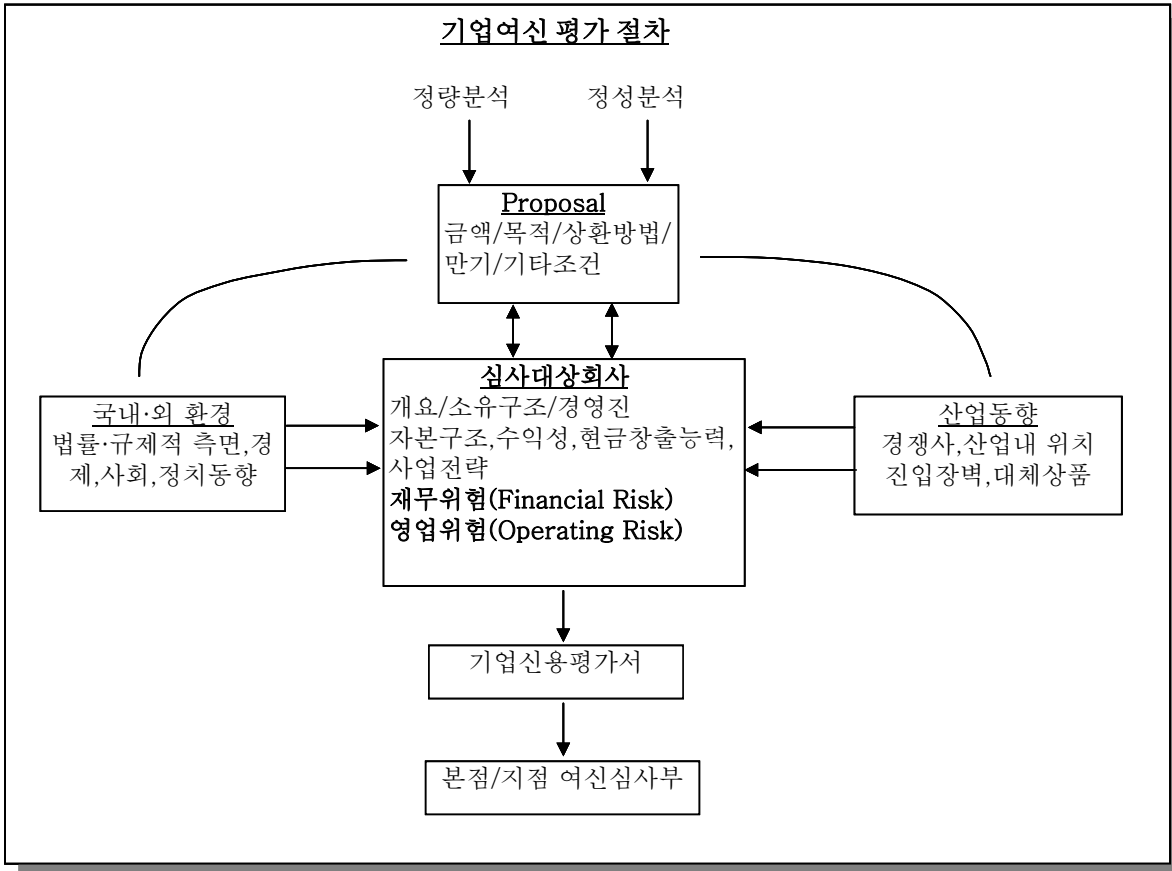 기업여신 평가 절차
정량분석 정성분석
Proposal
금액/목적/상환방법/
만기/기타조건
심사대상회사
개요/소유구조/경영진
자본구조,수익성,현금창출능력,
사업전략
재무위험(Financial Risk)
영업위험(Operating Risk)
국내·외 환경
법률·규제적 측면,경
제,사회,정치동향
산업동향
경쟁사,산업내 위치
진입장벽,대체상품
기업신용평가서
본점/지점 여신심사부